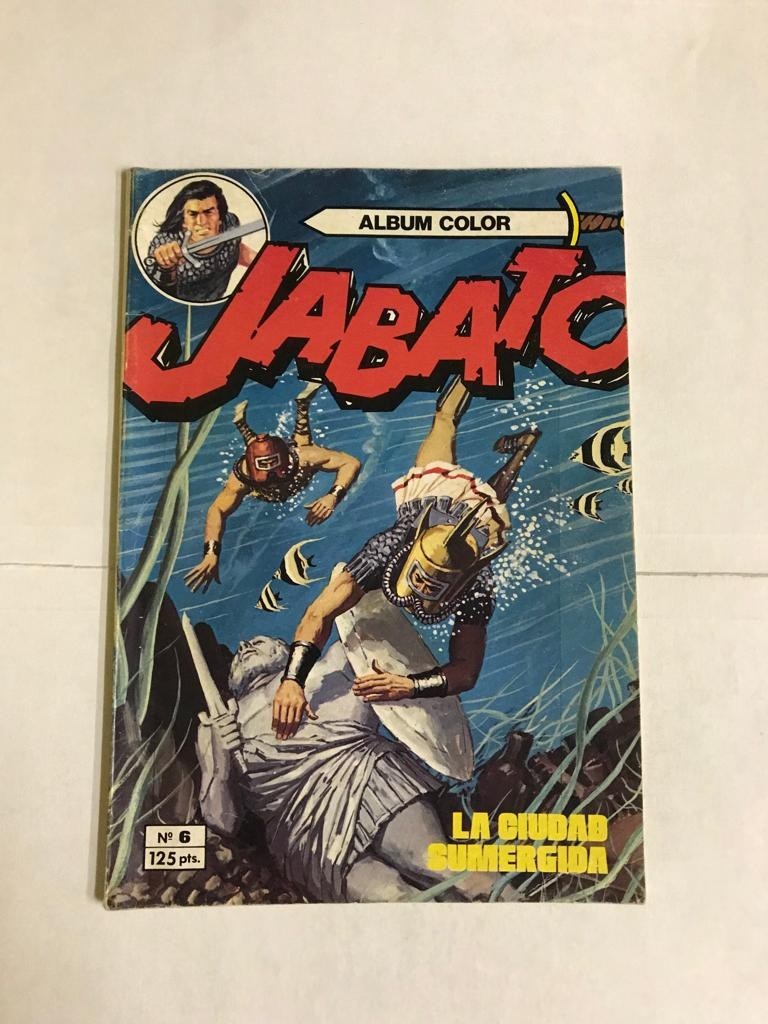 ALBUM COLOR
JABATO
LA CIUDAD
SUMERGIDA
Nº 6
125 pts.